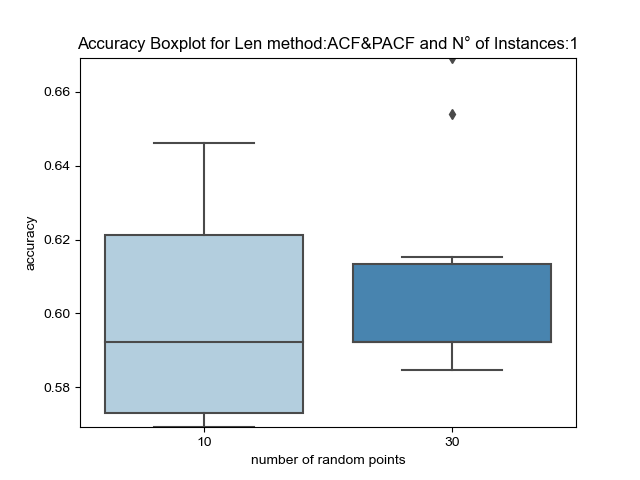 Accuracy Boxplot for Len method:ACF&PACF and N° of Instances:1
0.66
0.64
0.62
0.60
0.58
accuracy
10 30
number of random points